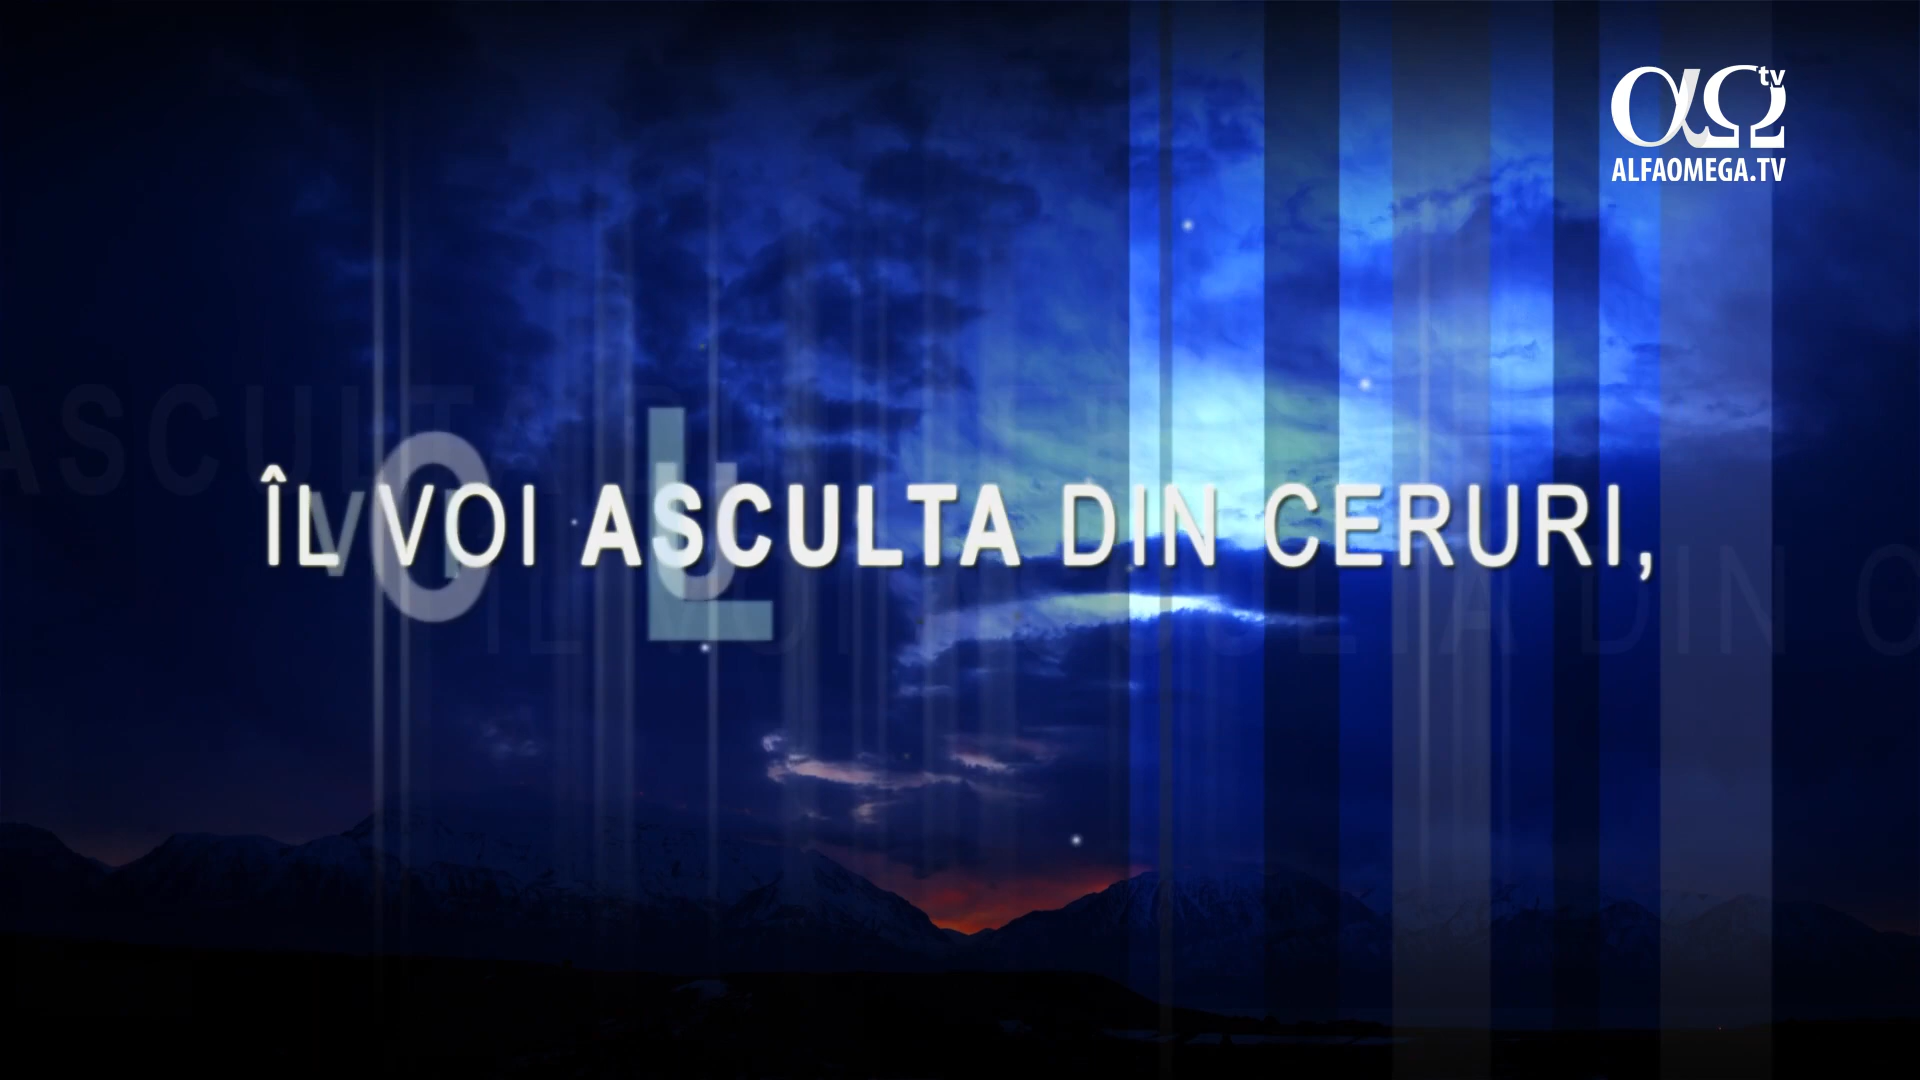 αΩ tv
ALFAOMEGA.TV
ÎL VOI ASCULTA DIN CERURI,